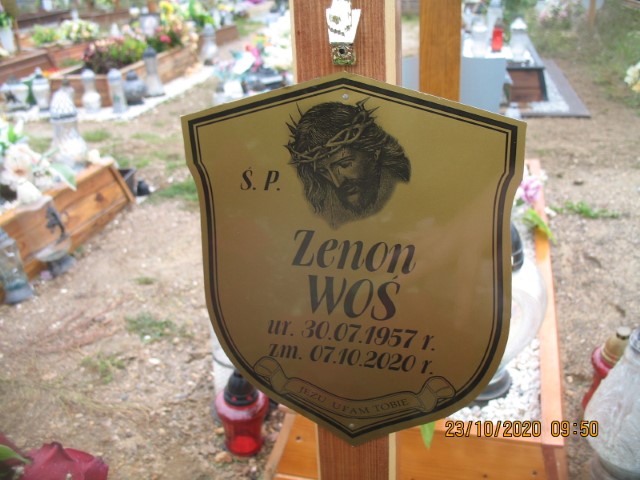 Ś. P.
Zenon
WOŚ
ur. 30.07.1957 r.
zm. 07.10.2020 r.
JEZU UFAM TOBIE
23/10/2020 09:50